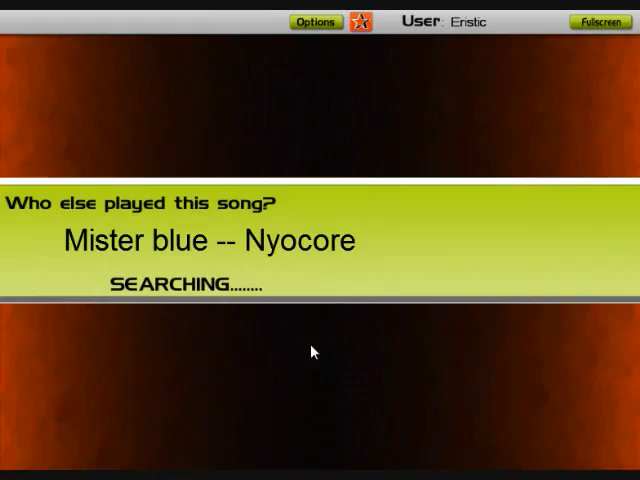 Options User: Eristic Fullscreen
Who else played this song?
Mister blue -- Nyocore
SEARCHING........